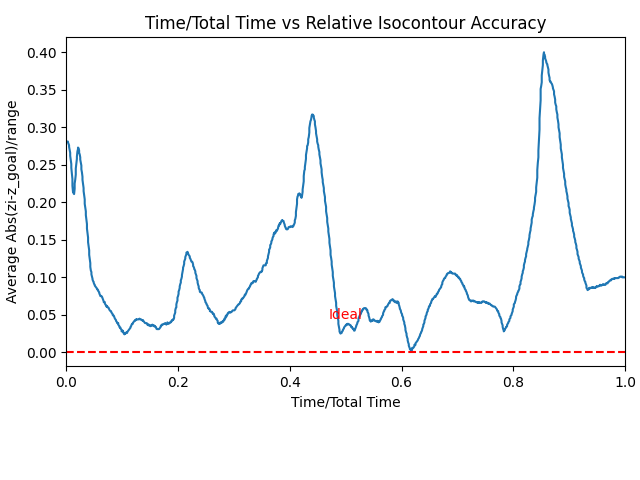 Time/Total Time vs Relative Isocontour Accuracy
Average Abs(zi-z_goal)/range
0.40
0.35
0.30
0.25
0.20
0.15
0.10
0.05
0.00
Ideal
0.0 0.2 0.4 0.6 0.8 1.0
Time/Total Time